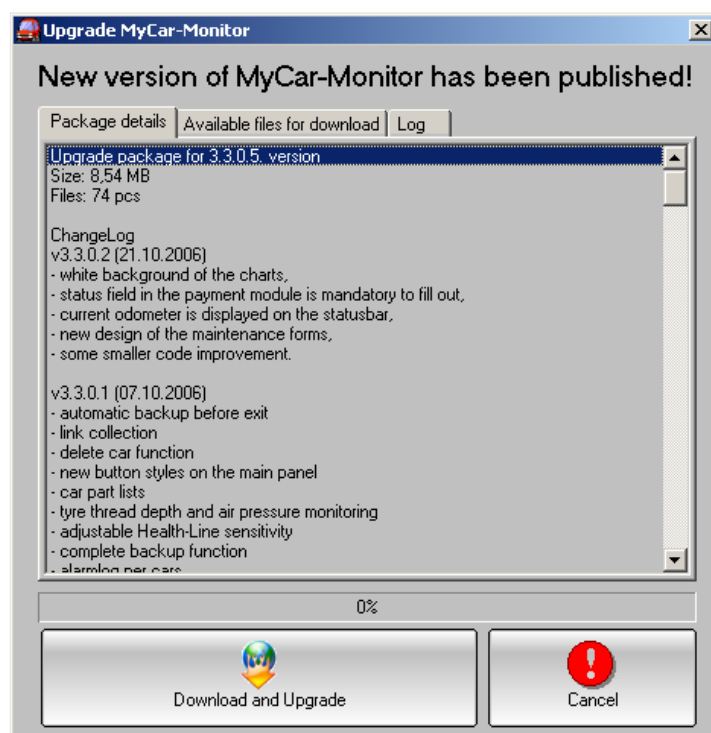 Upgrade MyCar-Monitor
New version of MyCar-Monitor has been published!
Package details Available files for download Log
Upgrade package for 3.3.0.5. version
Size: 8,54 MB
Files: 74 pcs
ChangeLog
v3.3.0.2 (21.10.2006)
- white background of the charts,
- status field in the payment module is mandatory to fill out,
- current odometer is displayed on the statusbar,
- new design of the maintenance forms,
- some smaller code improvement.
v3.3.0.1 (07.10.2006)
- automatic backup before exit
- link collection
- delete car function
- new button styles on the main panel
- car part lists
- tyre thread depth and air pressure monitoring
- adjustable Health-Line sensitivity
- complete backup function
- alarmlog per cars
0%
Download and Upgrade Cancel